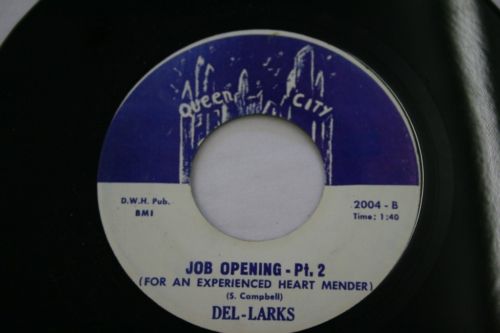 QUEEN CITY
D.W.H. Pub.
BMI
2004 - B
Time: 1:40
JOB OPENING - Pt. 2
(FOR AN EXPERIENCED HEART MENDER)
(S. Campbell)
DEL-LARKS